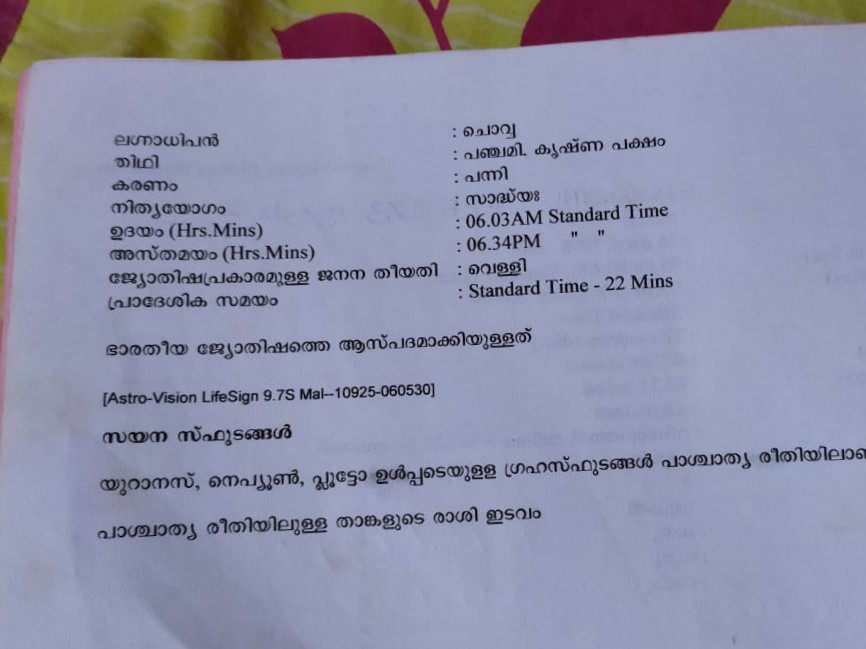 ലഗ്നാധിപൻ : ചൊവ്വ
തിഥി : പഞ്ചമി. കൃഷ്ണ പക്ഷം
കരണം : പന്നി
നിത്യയോഗം : സാദ്ധ്യഃ
ഉദയം (Hrs.Mins) : 06.03AM Standard Time
അസ്തമയം (Hrs.Mins) : 06.34PM " "
ജ്യോതിഷപ്രകാരമുള്ള ജനന തീയതി : വെള്ളി
പ്രാദേശിക സമയം : Standard Time - 22 Mins
ഭാരതീയ ജ്യോതിഷത്തെ ആസ്പദമാക്കിയുള്ളത്
[Astro-Vision LifeSign 9.7S Mal--10925-060530]
സയന സ്ഫുടങ്ങൾ
യുറാനസ്, നെപ്യൂൺ, പ്ലൂട്ടോ ഉൾപ്പടെയുള്ള ഗ്രഹസ്ഫുടങ്ങൾ പാശ്ചാത്യ രീതിയിലാണ
പാശ്ചാത്യ രീതിയിലുള്ള താങ്കളുടെ രാശി ഇടവം